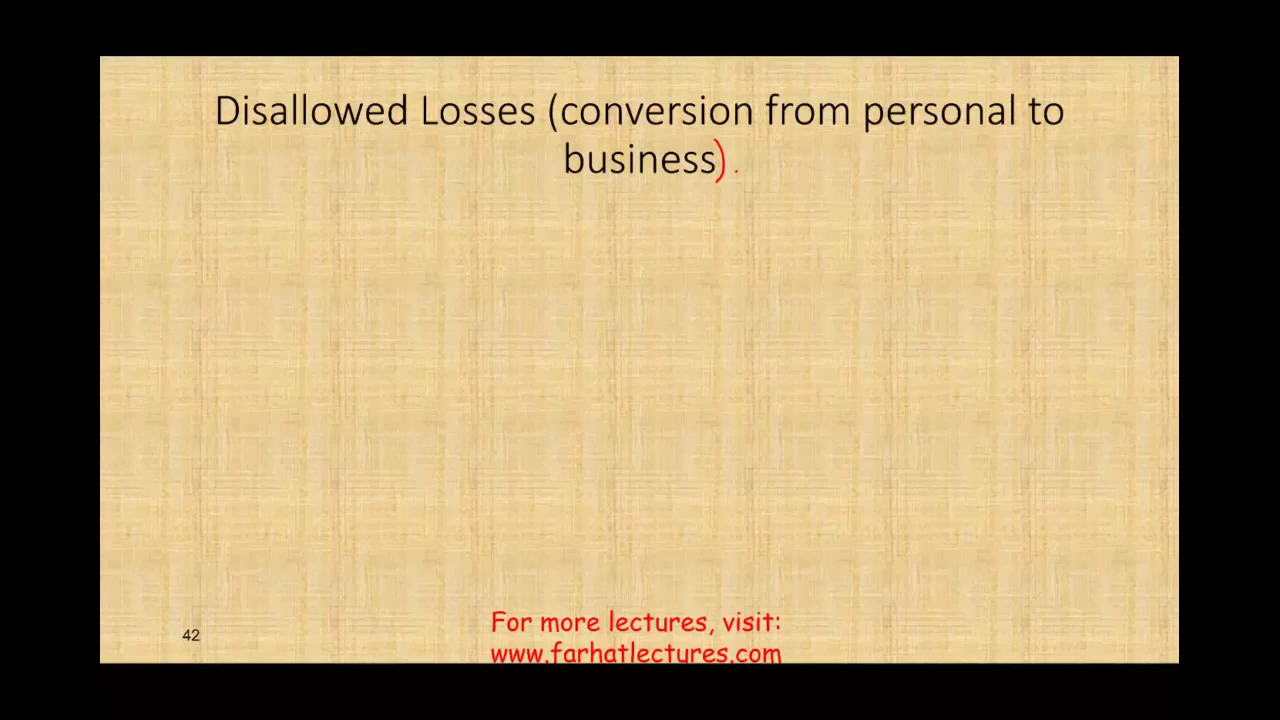 Disallowed Losses (conversion from personal to
business).
For more lectures, visit:
42
www.farhatlectures.com